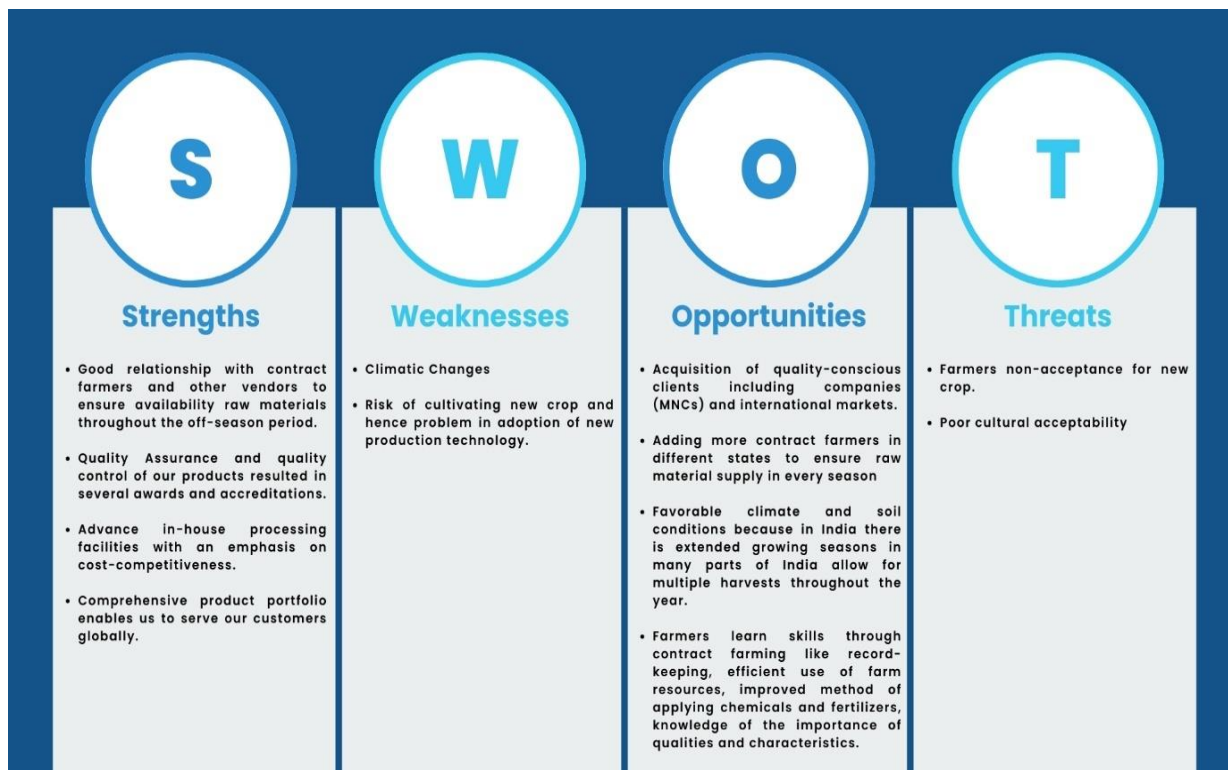 S
Strengths
• Good relationship with contract
farmers and other vendors to
ensure availability raw materials
throughout the off-season period.
• Quality Assurance and quality
control of our products resulted in
several awards and accreditations.
• Advance in-house processing
facilities with an emphasis on
cost-competitiveness.
• Comprehensive product portfolio
enables us to serve our customers
globally.
W
Weaknesses
• Climatic Changes
• Risk of cultivating new crop and
hence problem in adoption of new
production technology.
O
Opportunities
• Acquisition of quality-conscious
clients including companies
(MNCs) and international markets.
• Adding more contract farmers in
different states to ensure raw
material supply in every season
• Favorable climate and soil
conditions because in India there
is extended growing seasons in
many parts of India allow for
multiple harvests throughout the
year.
• Farmers learn skills through
contract farming like record-
keeping, efficient use of farm
resources, improved method of
applying chemicals and fertilizers,
knowledge of the importance of
qualities and characteristics.
T
Threats
• Farmers non-acceptance for new
crop.
• Poor cultural acceptability